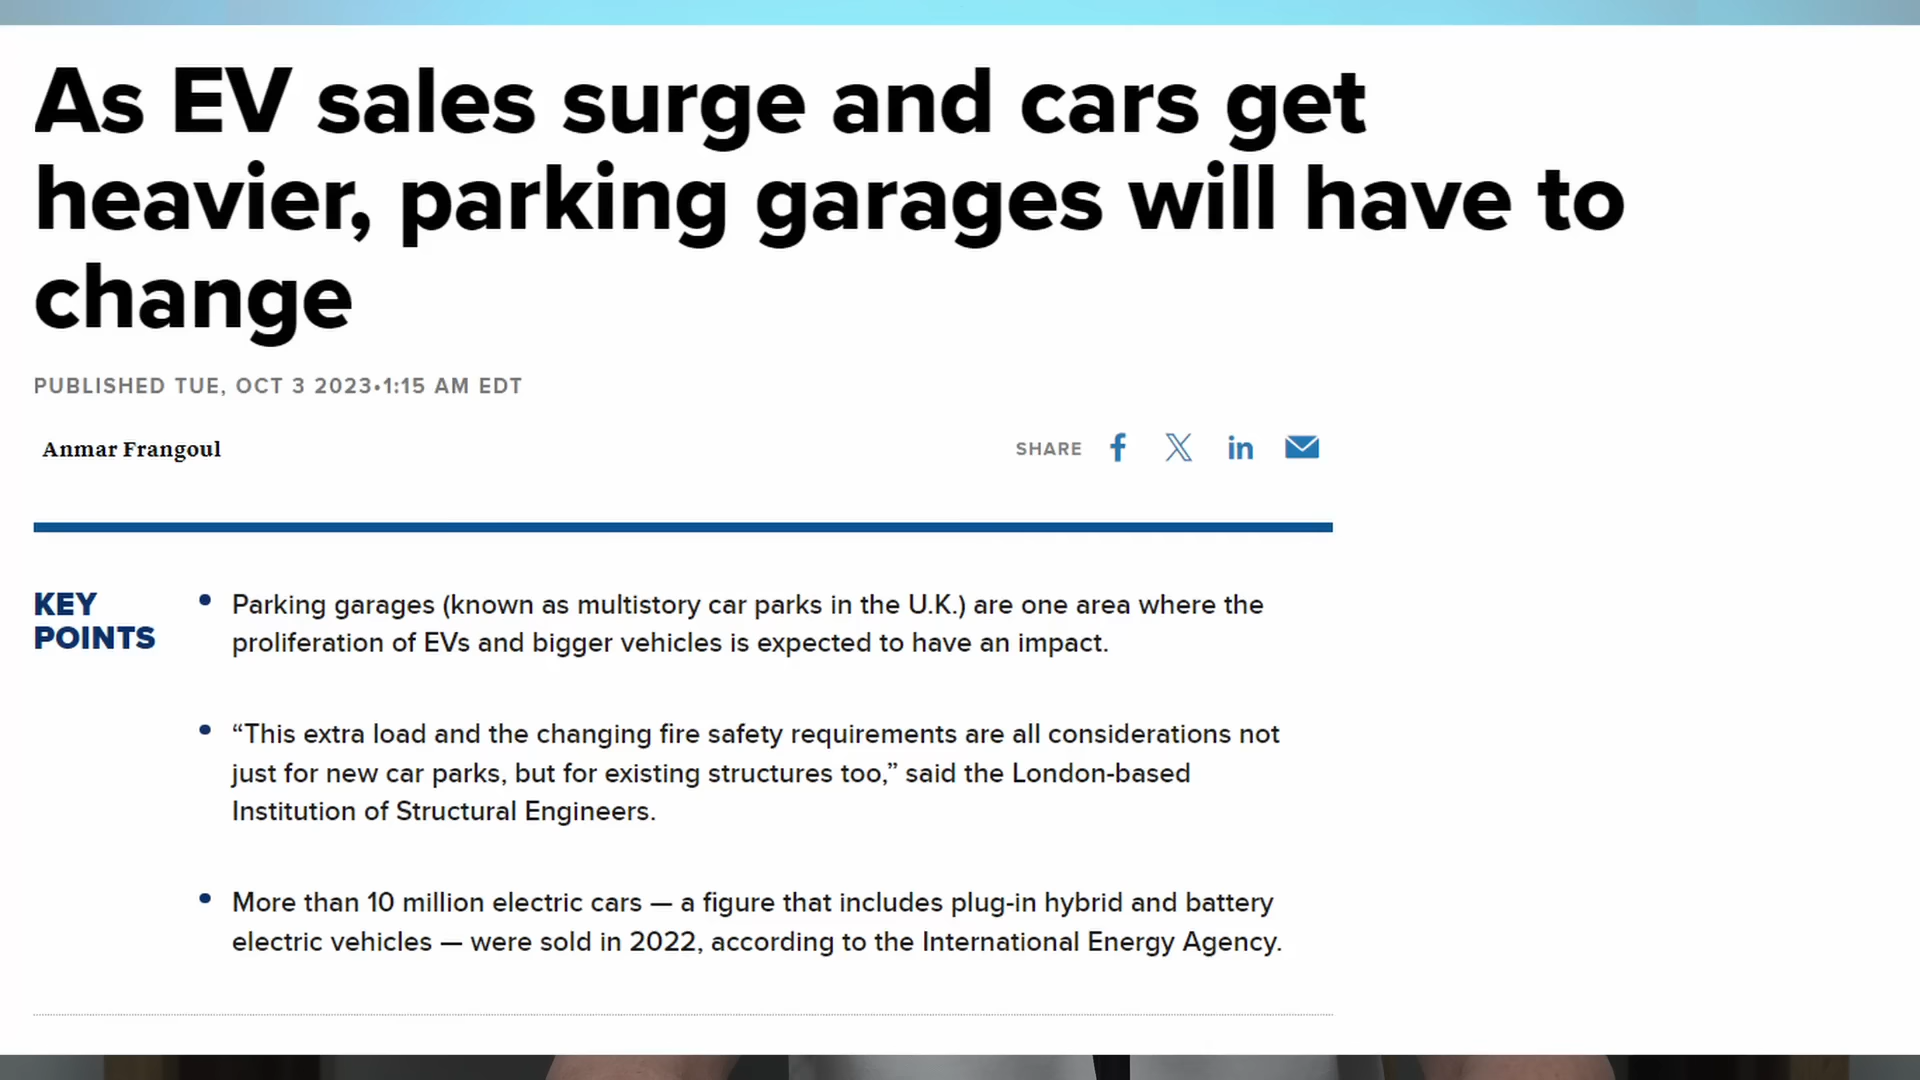 As EV sales surge and cars get
heavier, parking garages will have to
change
PUBLISHED TUE, OCT 3 2023•1:15 AM EDT
Anmar Frangoul
SHARE
KEY
POINTS
• Parking garages (known as multistory car parks in the U.K.) are one area where the
proliferation of EVs and bigger vehicles is expected to have an impact.
• “This extra load and the changing fire safety requirements are all considerations not
just for new car parks, but for existing structures too,” said the London-based
Institution of Structural Engineers.
• More than 10 million electric cars — a figure that includes plug-in hybrid and battery
electric vehicles — were sold in 2022, according to the International Energy Agency.